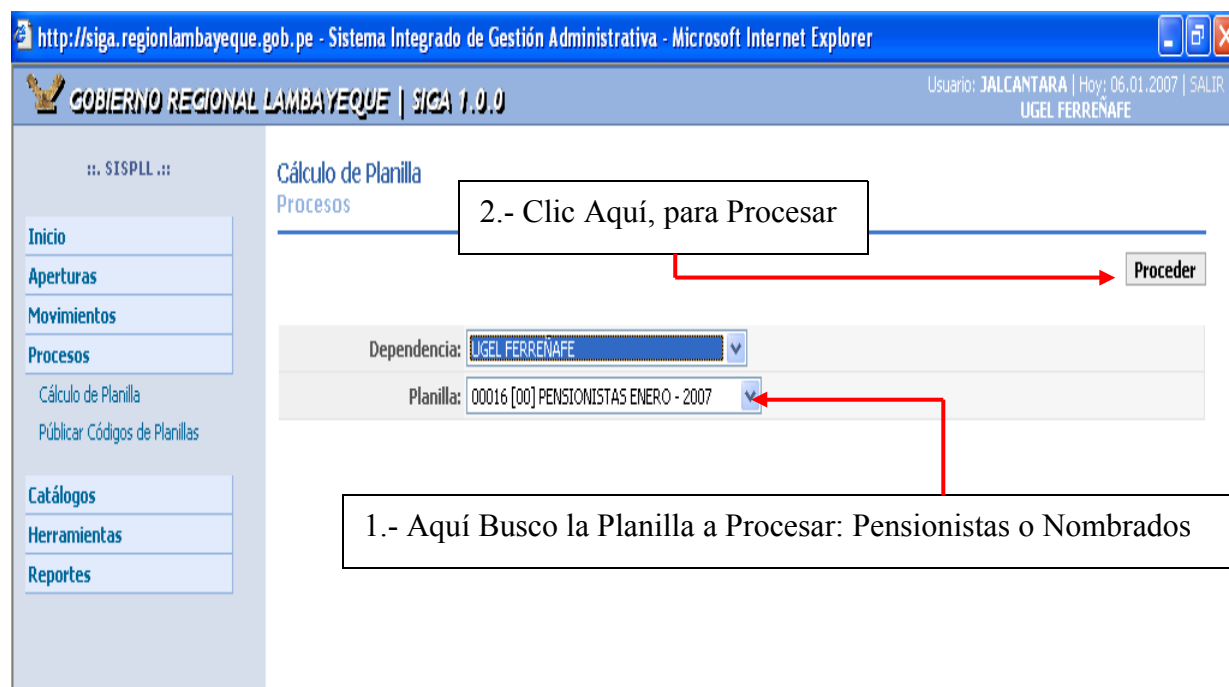 http://siga.regionlambayeque.gob.pe - Sistema Integrado de Gestión Administrativa - Microsoft Internet Explorer
GOBIERNO REGIONAL LAMBAYEQUE | SIGA 1.0.0
Usuario: JALCANTARA | Hoy: 06.01.2007 | SALIR
UGEL FERREÑAFE
::. SISPLL .::
Inicio
Aperturas
Movimientos
Procesos
Cálculo de Planilla
Públicar Códigos de Planillas
Catálogos
Herramientas
Reportes
Cálculo de Planilla
Procesos
2.- Clic Aquí, para Procesar
Proceder
Dependencia: UGEL FERREÑAFE
Planilla: 00016 [00] PENSIONISTAS ENERO - 2007
1.- Aquí Busco la Planilla a Procesar: Pensionistas o Nombrados